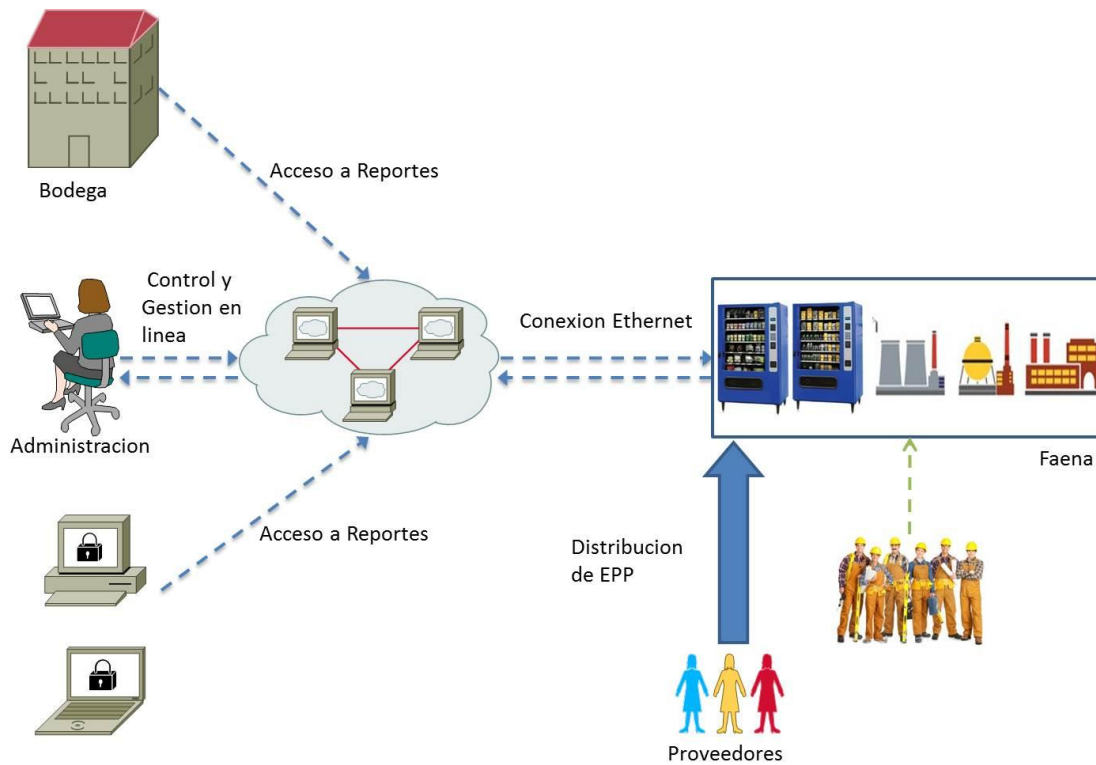 Bodega
Acceso a Reportes
Control y
Gestion en
linea
Administracion
Conexion Ethernet
Faena
Acceso a Reportes
Distribucion
de EPP
Proveedores